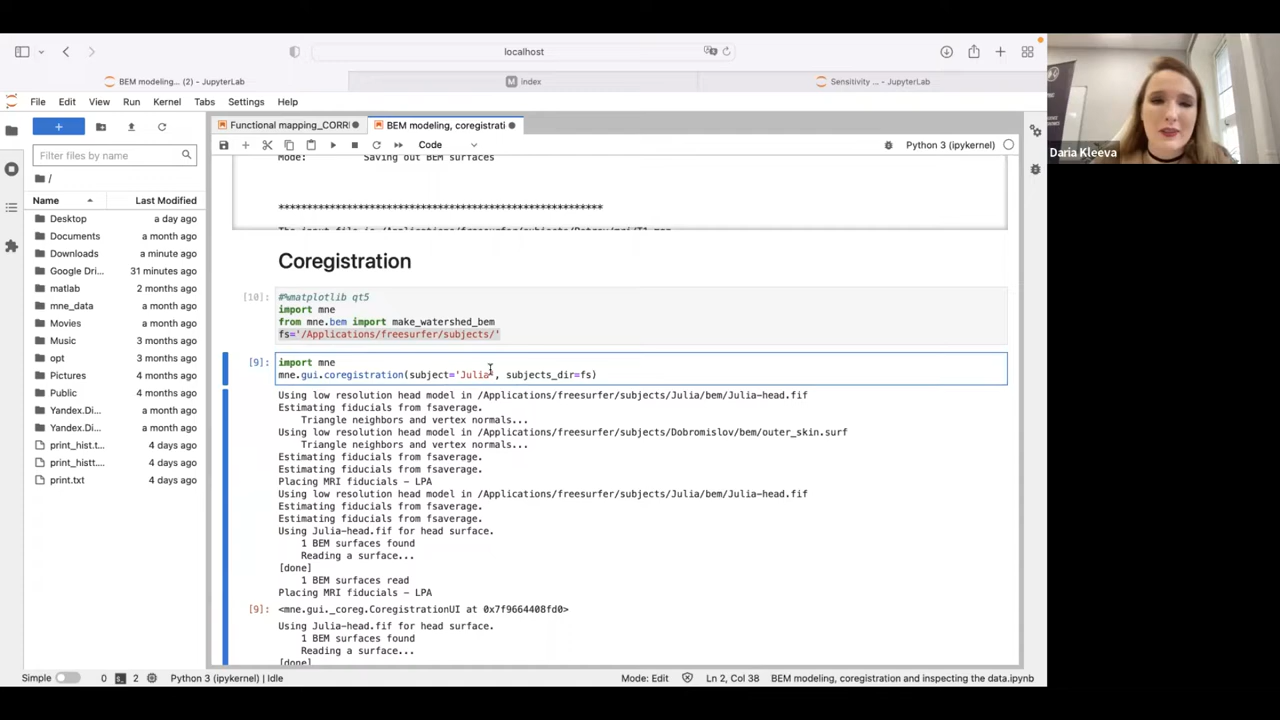 localhost
BEM modeling... (2) - JupyterLab
index
Sensitivity ... - JupyterLab
File Edit View Run Kernel Tabs Settings Help
Functional mapping_CORR
BEM modeling, coregistrati
Code
Python 3 (ipykernel)
Daria Kleeva
Filter files by name
/
Name Last Modified
Desktop a day ago
Documents a month ago
Downloads a minute ago
Google Dri... 31 minutes ago
matlab 2 months ago
mne_data a month ago
Movies a month ago
Music 2 months ago
opt a month ago
Pictures 4 months ago
Public 4 months ago
Yandex.Di... a month ago
Yandex.Di... a month ago
print_hist.t... 4 days ago
print_histt.... 4 days ago
print.txt 4 days ago
Mode: Saving out BEM surfaces
*********************************************************
Coregistration
[10]:
#%matplotlib qt5
import mne
from mne.bem import make_watershed_bem
fs='/Applications/freesurfer/subjects/'
[9]:
import mne
mne.gui.coregistration(subject='Julia', subjects_dir=fs)
Using low resolution head model in /Applications/freesurfer/subjects/Julia/bem/Julia-head.fif
Estimating fiducials from fsaverage.
Triangle neighbors and vertex normals...
Using low resolution head model in /Applications/freesurfer/subjects/Dobromislov/bem/outer_skin.surf
Triangle neighbors and vertex normals...
Estimating fiducials from fsaverage.
Estimating fiducials from fsaverage.
Placing MRI fiducials - LPA
Using low resolution head model in /Applications/freesurfer/subjects/Julia/bem/Julia-head.fif
Estimating fiducials from fsaverage.
Estimating fiducials from fsaverage.
Using Julia-head.fif for head surface.
1 BEM surfaces found
Reading a surface...
[done]
1 BEM surfaces read
Placing MRI fiducials - LPA
[9]: <mne.gui._coreg.CoregistrationUI at 0x7f9664408fd0>
Using Julia-head.fif for head surface.
1 BEM surfaces found
Reading a surface...
[done]
Simple 0 2 Python 3 (ipykernel) | Idle Mode: Edit Ln 2, Col 38 BEM modeling, coregistration and inspecting the data.ipynb